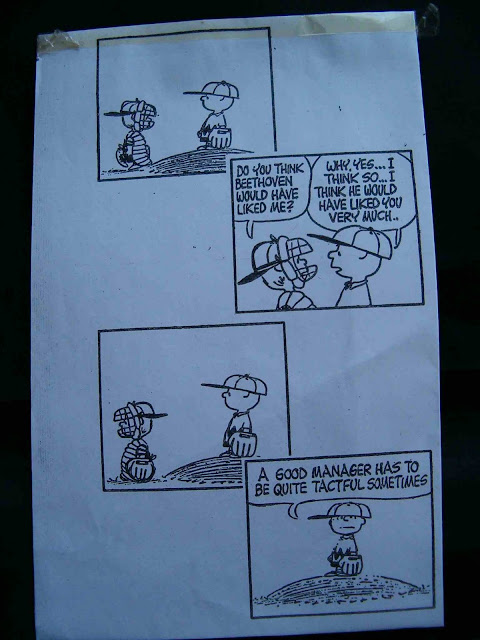 DO YOU THINK
BEETHOVEN
WOULD HAVE
LIKED ME?
WHY, YES... I
THINK SO... I
THINK HE WOULD
HAVE LIKED YOU
VERY MUCH..
A GOOD MANAGER HAS TO
BE QUITE TACTFUL SOMETIMES